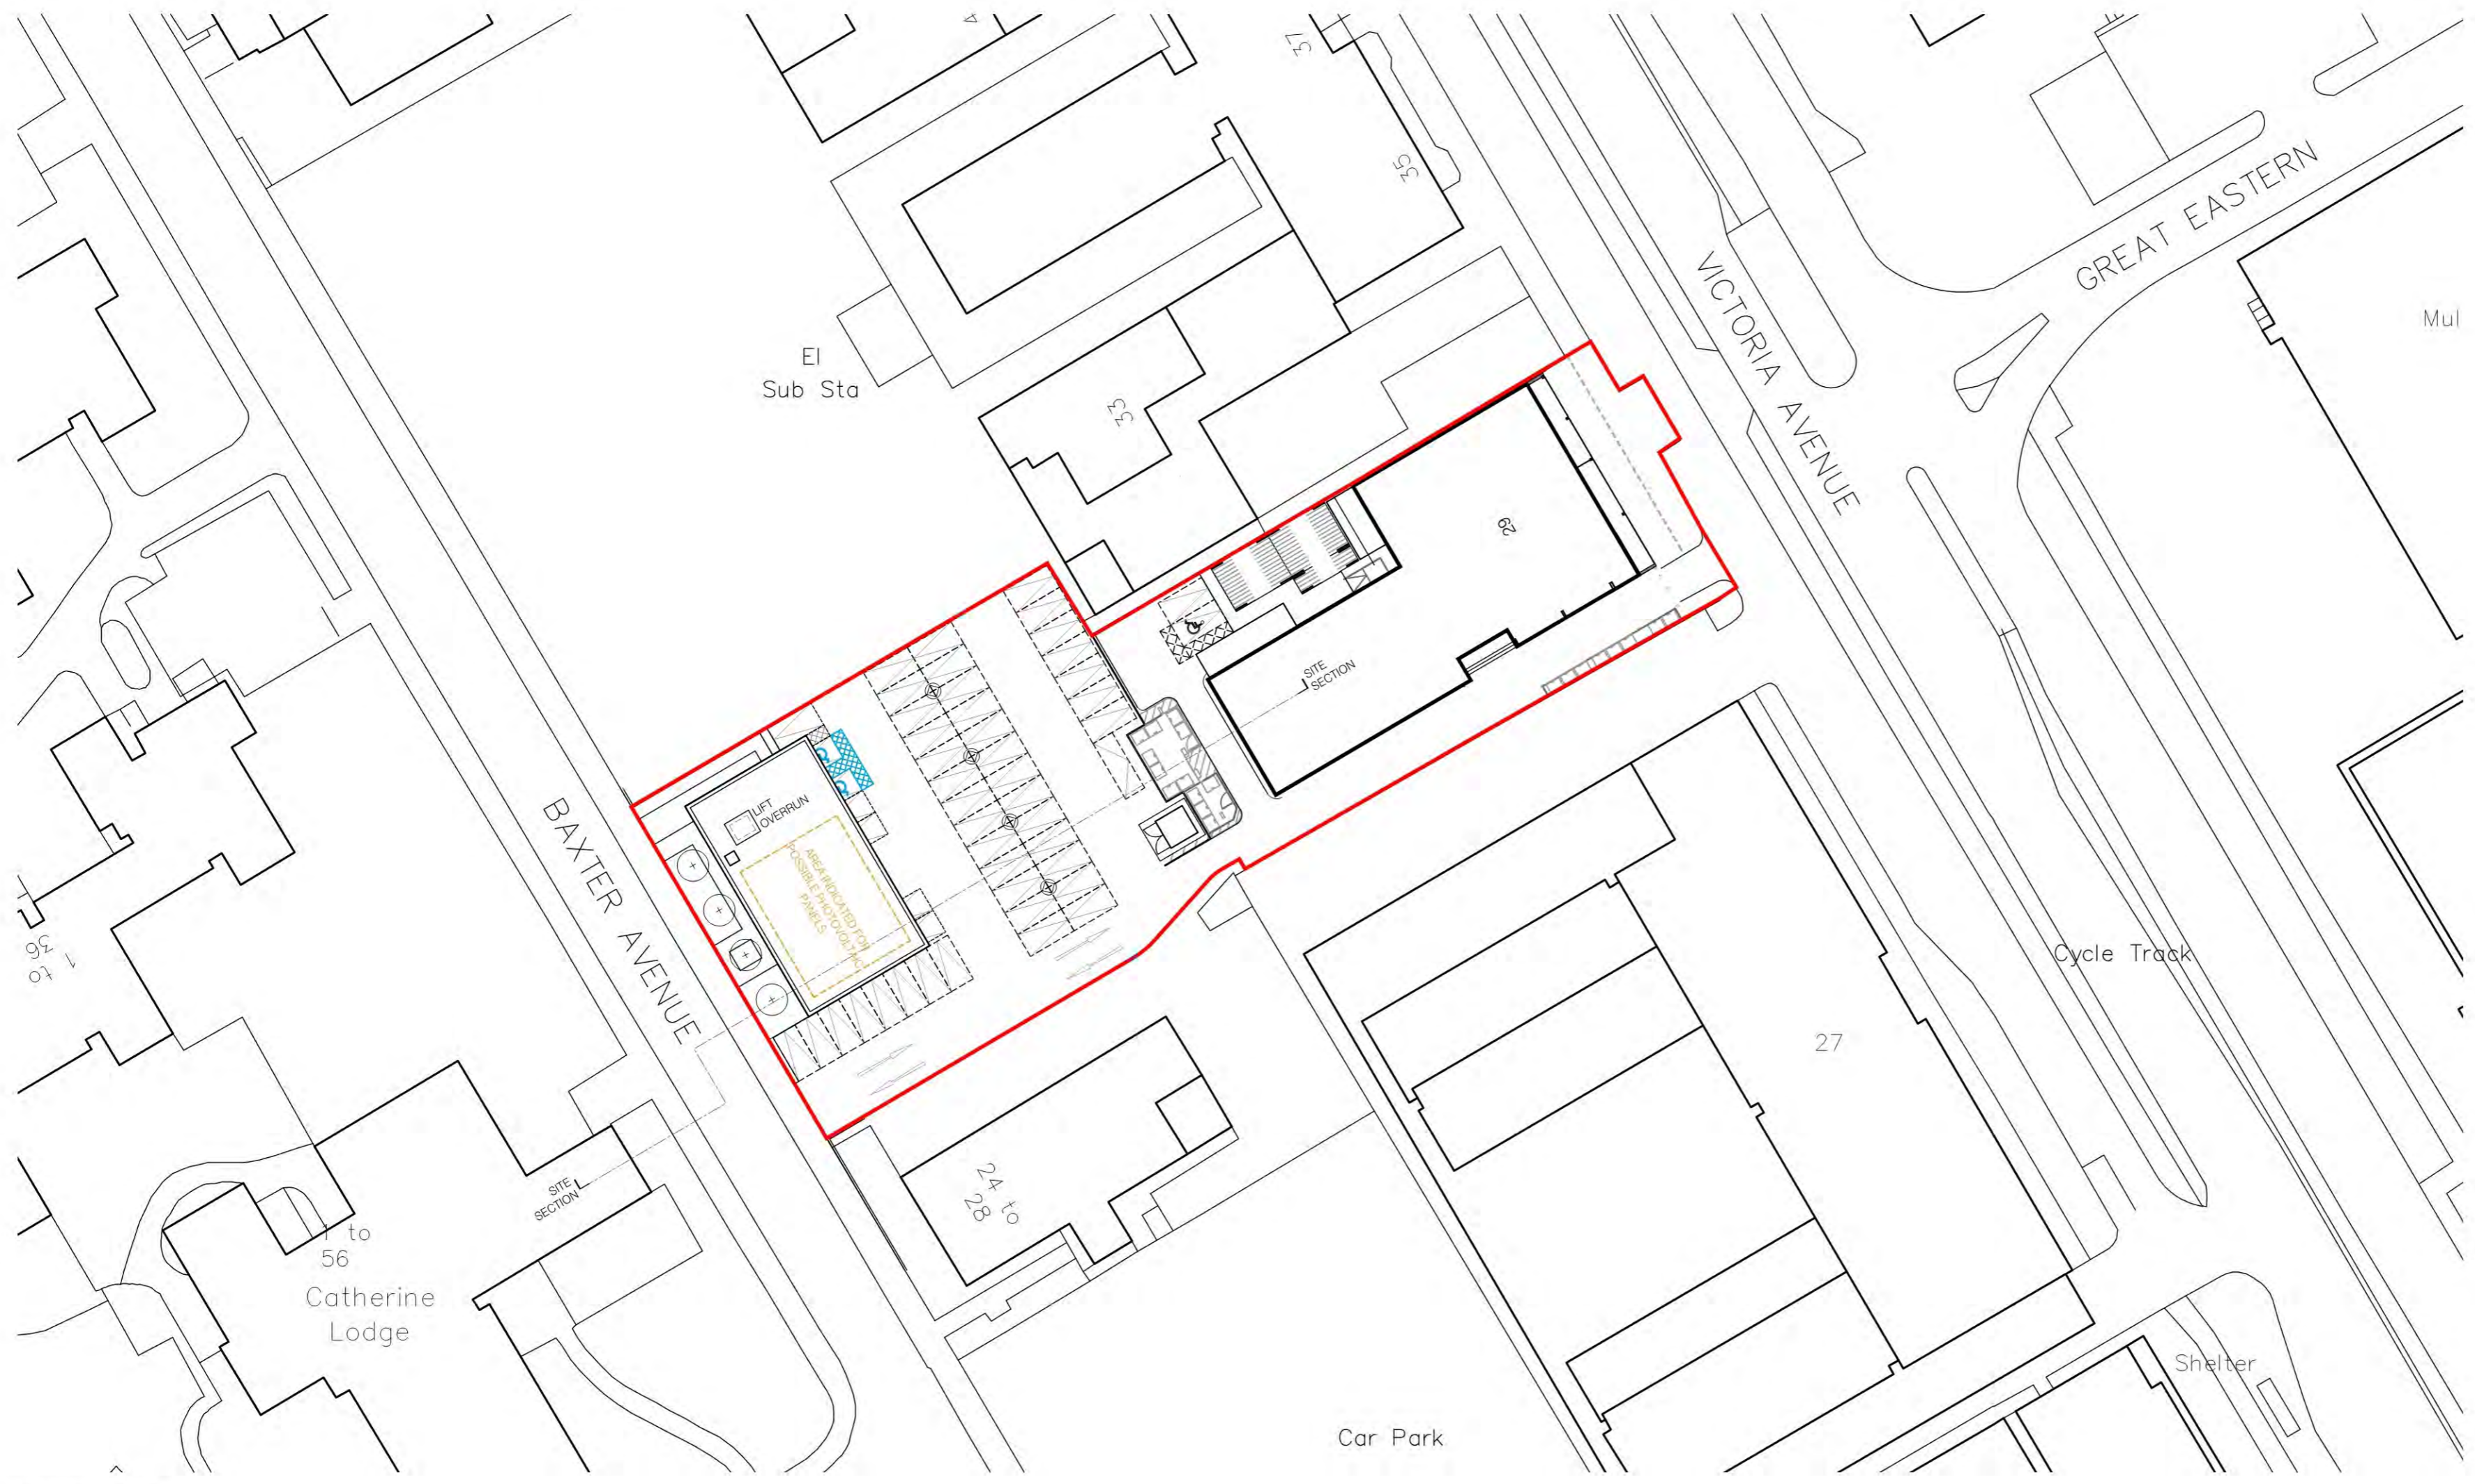 4
37
35
GREAT EASTERN
VICTORIA AVENUE
Mul
El
Sub Sta
33
29
SITE
SECTION
LIFT
OVERRUN
AREA INDICATED FOR
POSSIBLE PHOTOVOLTAIC
PANELS
BAXTER AVENUE
1 to
36
Cycle Track
27
24 to
28
SITE
SECTION
1 to
56
Catherine
Lodge
Shelter
Car Park